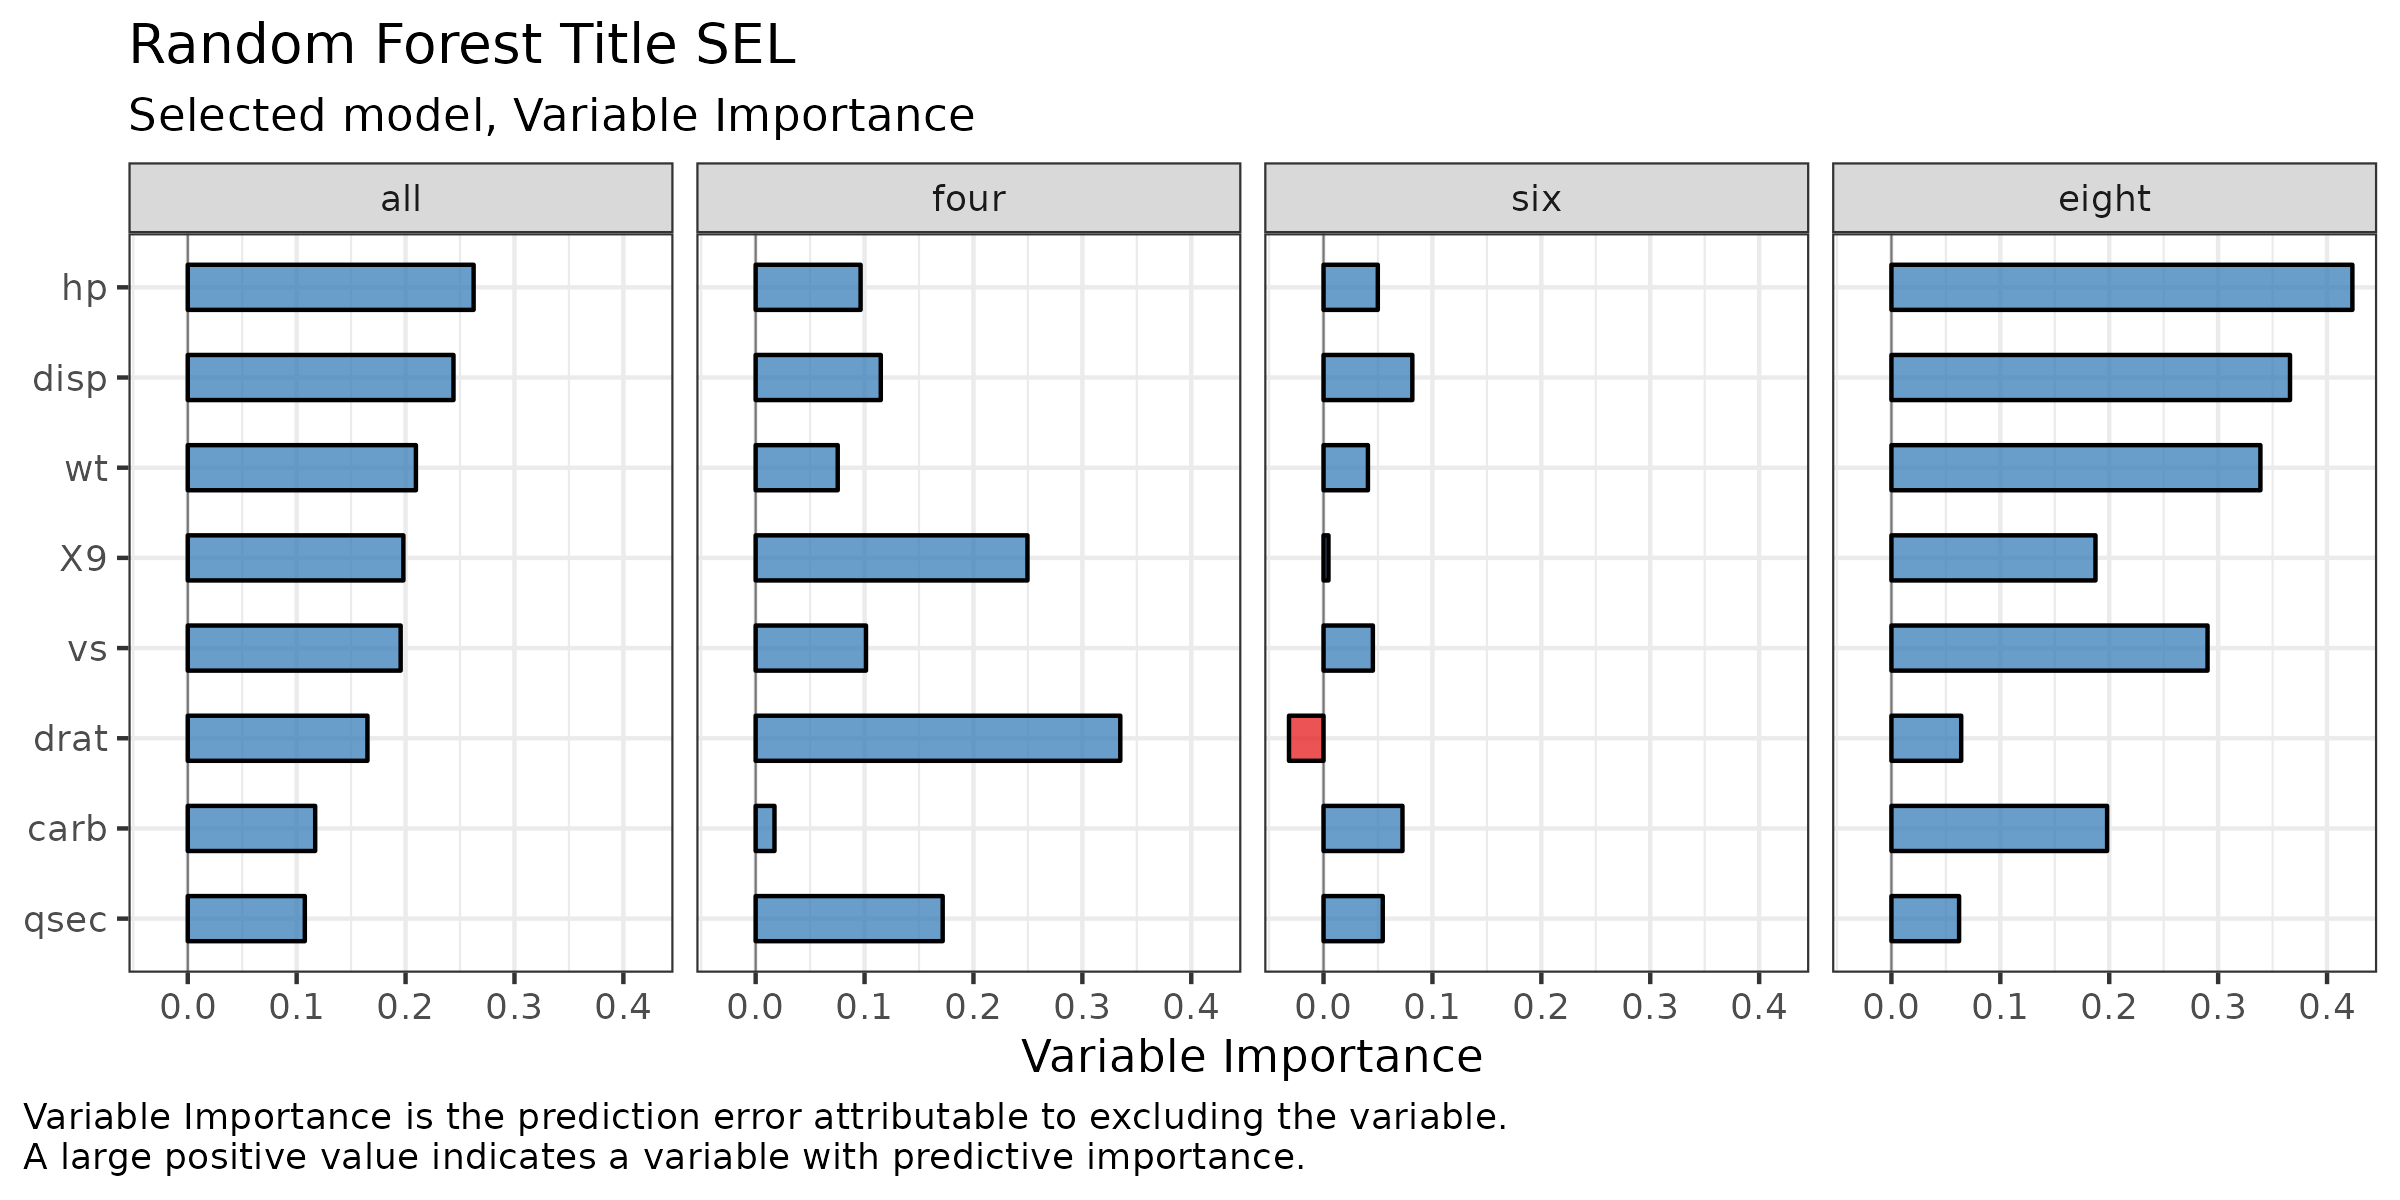 Random Forest Title SEL
Selected model, Variable Importance
all four six eight
hp
disp
wt
X9
vs
drat
carb
qsec
0.0 0.1 0.2 0.3 0.4 0.0 0.1 0.2 0.3 0.4 0.0 0.1 0.2 0.3 0.4 0.0 0.1 0.2 0.3 0.4
Variable Importance
Variable Importance is the prediction error attributable to excluding the variable.
A large positive value indicates a variable with predictive importance.